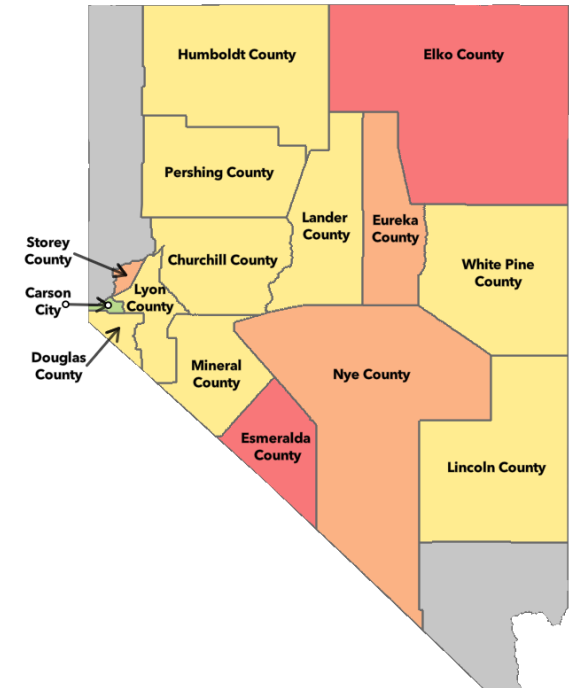 Humboldt County
Elko County
Pershing County
Lander
County
Eureka
County
Storey
County
Churchill County
White Pine
County
Carson
City
Lyon
County
Douglas
County
Mineral
County
Nye County
Esmeralda
County
Lincoln County